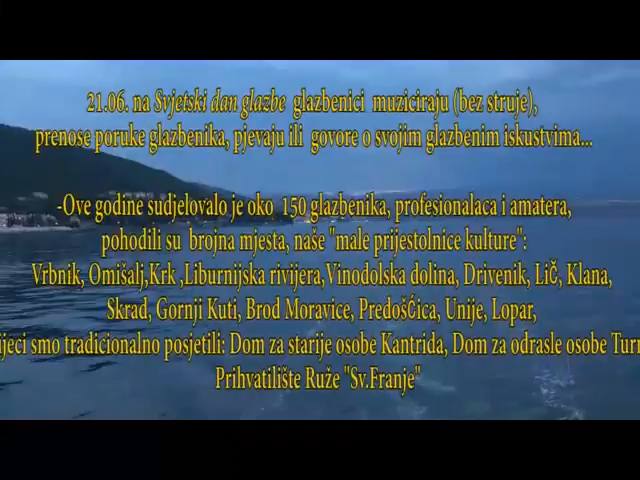 21.06. na Svjetski dan glazbe glazbenici muziciraju (bez struje),
prenose poruke glazbenika, pjevaju ili govore o svojim glazbenim iskustvima...
-Ove godine sudjelovalo je oko 150 glazbenika, profesionalaca i amatera,
pohodili su brojna mjesta, naše "male prijestolnice kulture":
Vrbnik, Omišalj,Krk ,Liburnijska rivijera,Vinodolska dolina, Drivenik, Lič, Klana,
Skrad, Gornji Kuti, Brod Moravice, Predošćica, Unije, Lopar,
smo tradicionalno posjetili: Dom za starije osobe Kantrida, Dom za odrasle osobe
Prihvatilište Ruže "Sv.Franje"